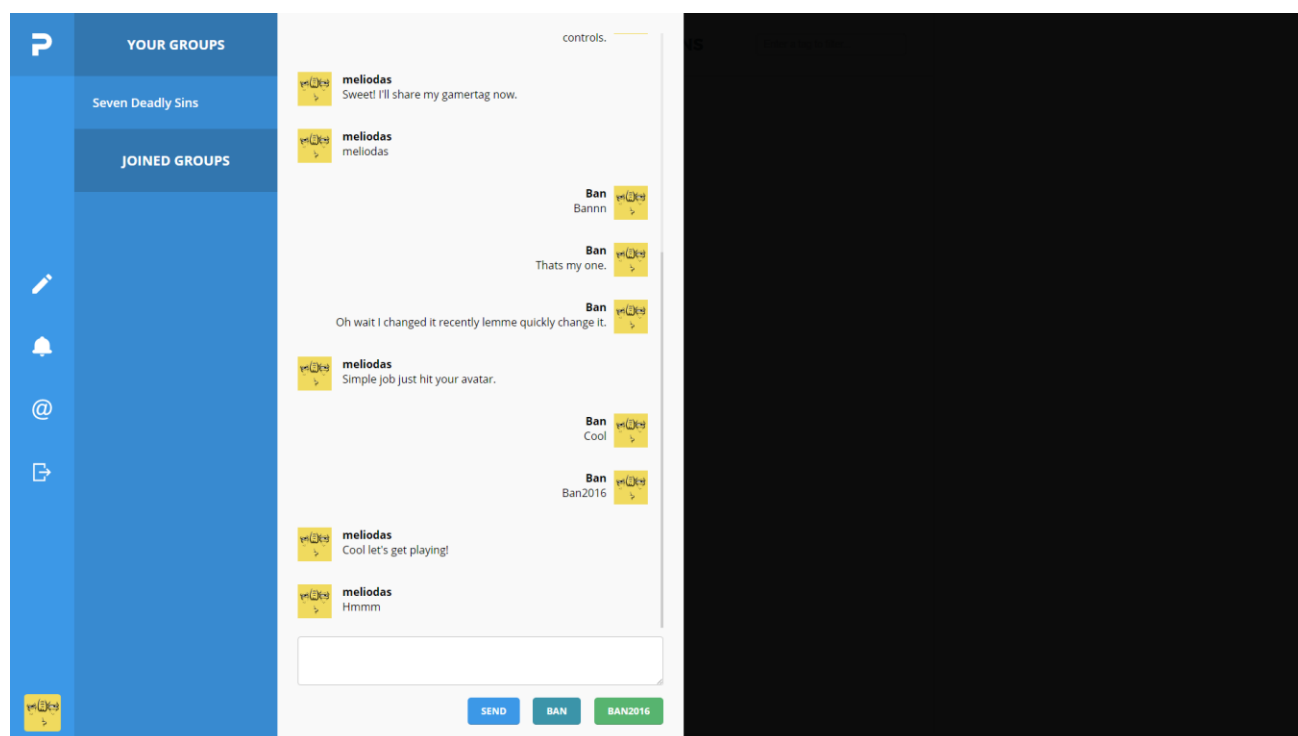 YOUR GROUPS
Seven Deadly Sins
JOINED GROUPS
controls.
meliodas
Sweet! I'll share my gamertag now.
meliodas
meliodas
Ban
Bannn
Ban
Thats my one.
Ban
Oh wait I changed it recently lemme quickly change it.
meliodas
Simple job just hit your avatar.
Ban
Cool
Ban
Ban2016
meliodas
Cool let's get playing!
meliodas
Hmmm
@
SEND BAN BAN2016
NS